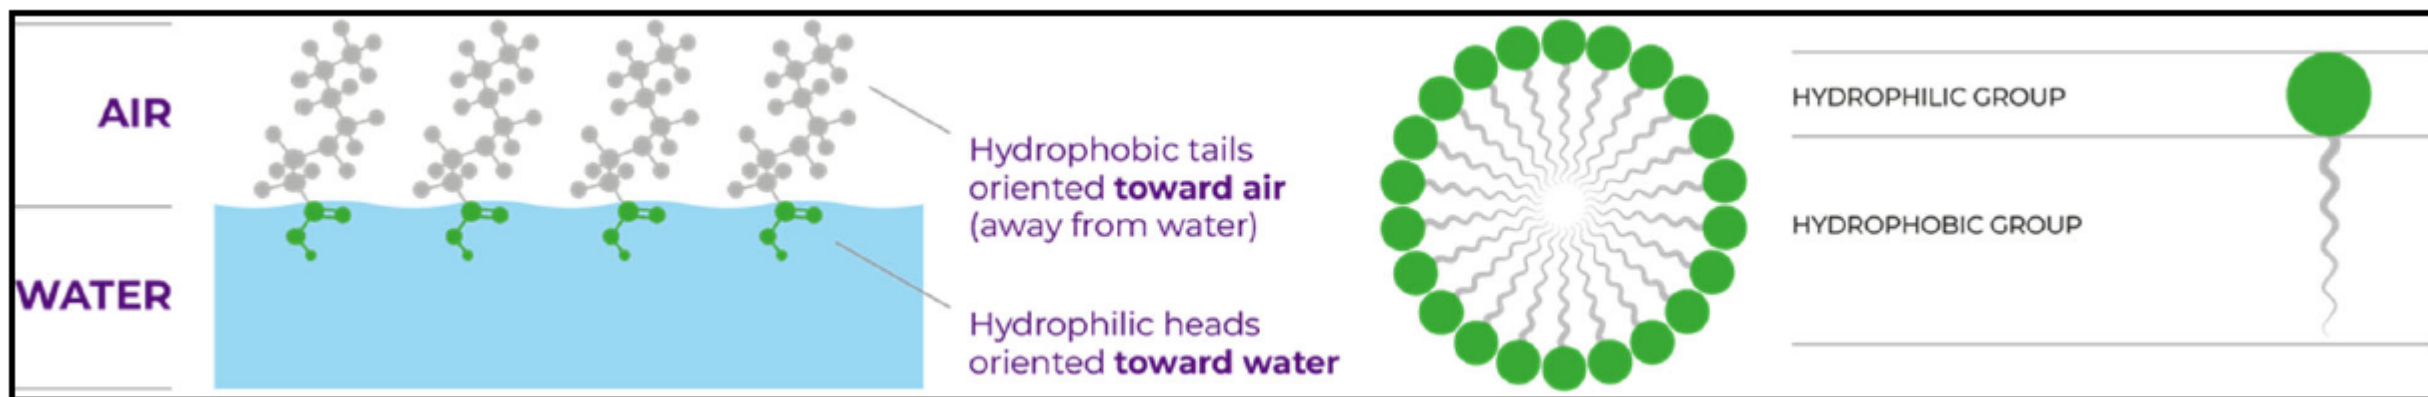 AIR
WATER
Hydrophobic tails
oriented toward air
(away from water)
Hydrophilic heads
oriented toward water
HYDROPHILIC GROUP
HYDROPHOBIC GROUP